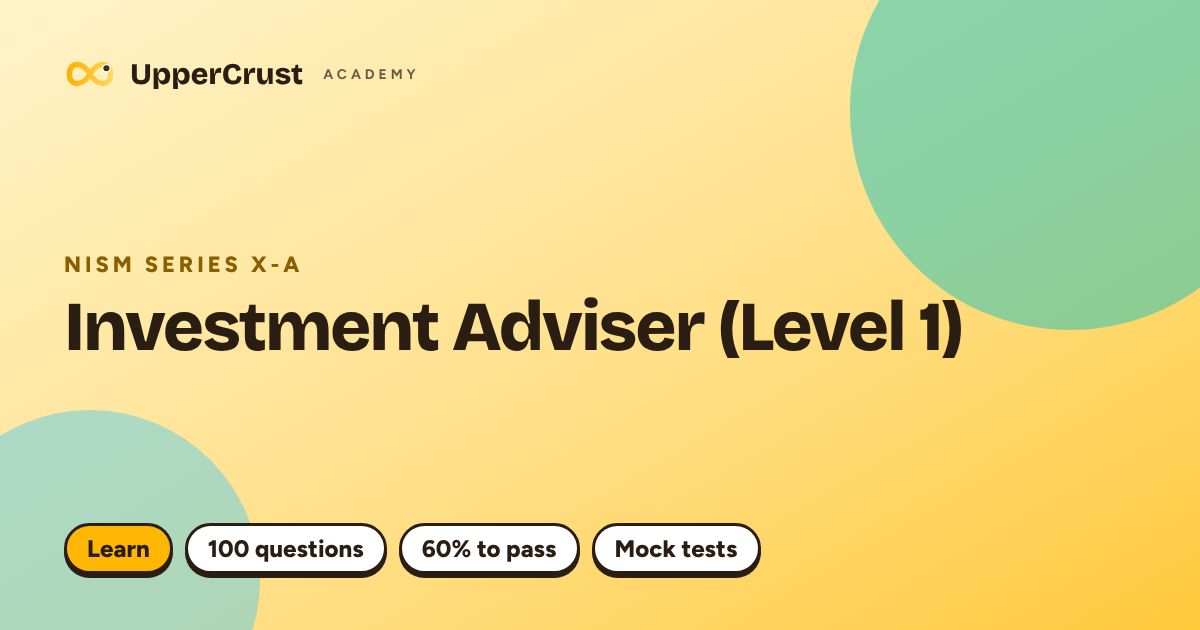 UpperCrust ACADEMY
NISM SERIES X-A
Investment Adviser (Level 1)
Learn
100 questions
60% to pass
Mock tests